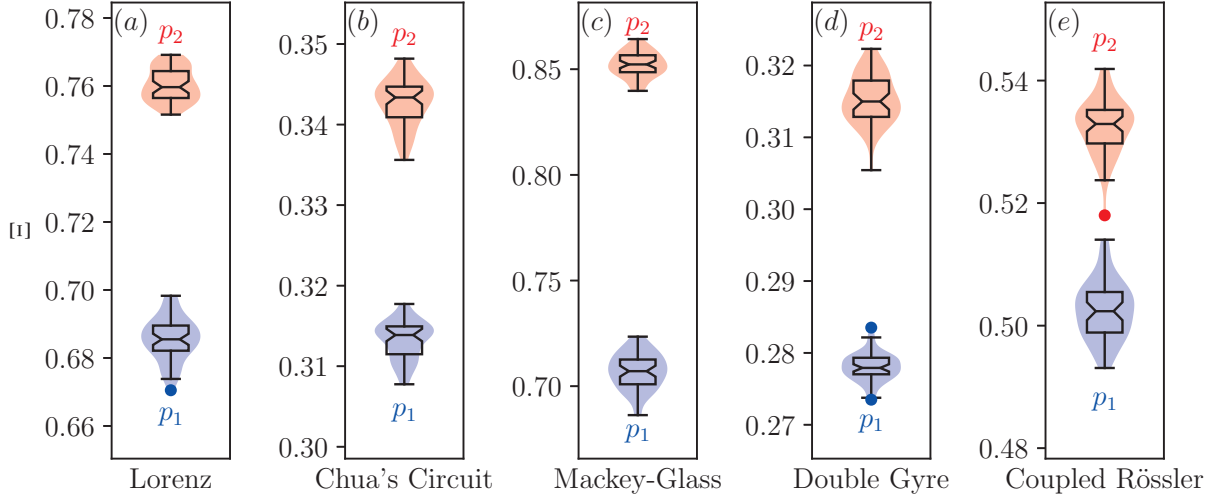 Ξ
(a)
p₂
p₁
0.78
0.76
0.74
0.72
0.70
0.68
0.66
Lorenz
(b)
p₂
p₁
0.35
0.34
0.33
0.32
0.31
0.30
Chua's Circuit
(c)
p₂
p₁
0.85
0.80
0.75
0.70
Mackey-Glass
(d)
p₂
p₁
0.32
0.31
0.30
0.29
0.28
0.27
Double Gyre
(e)
p₂
p₁
0.54
0.52
0.50
0.48
Coupled Rössler